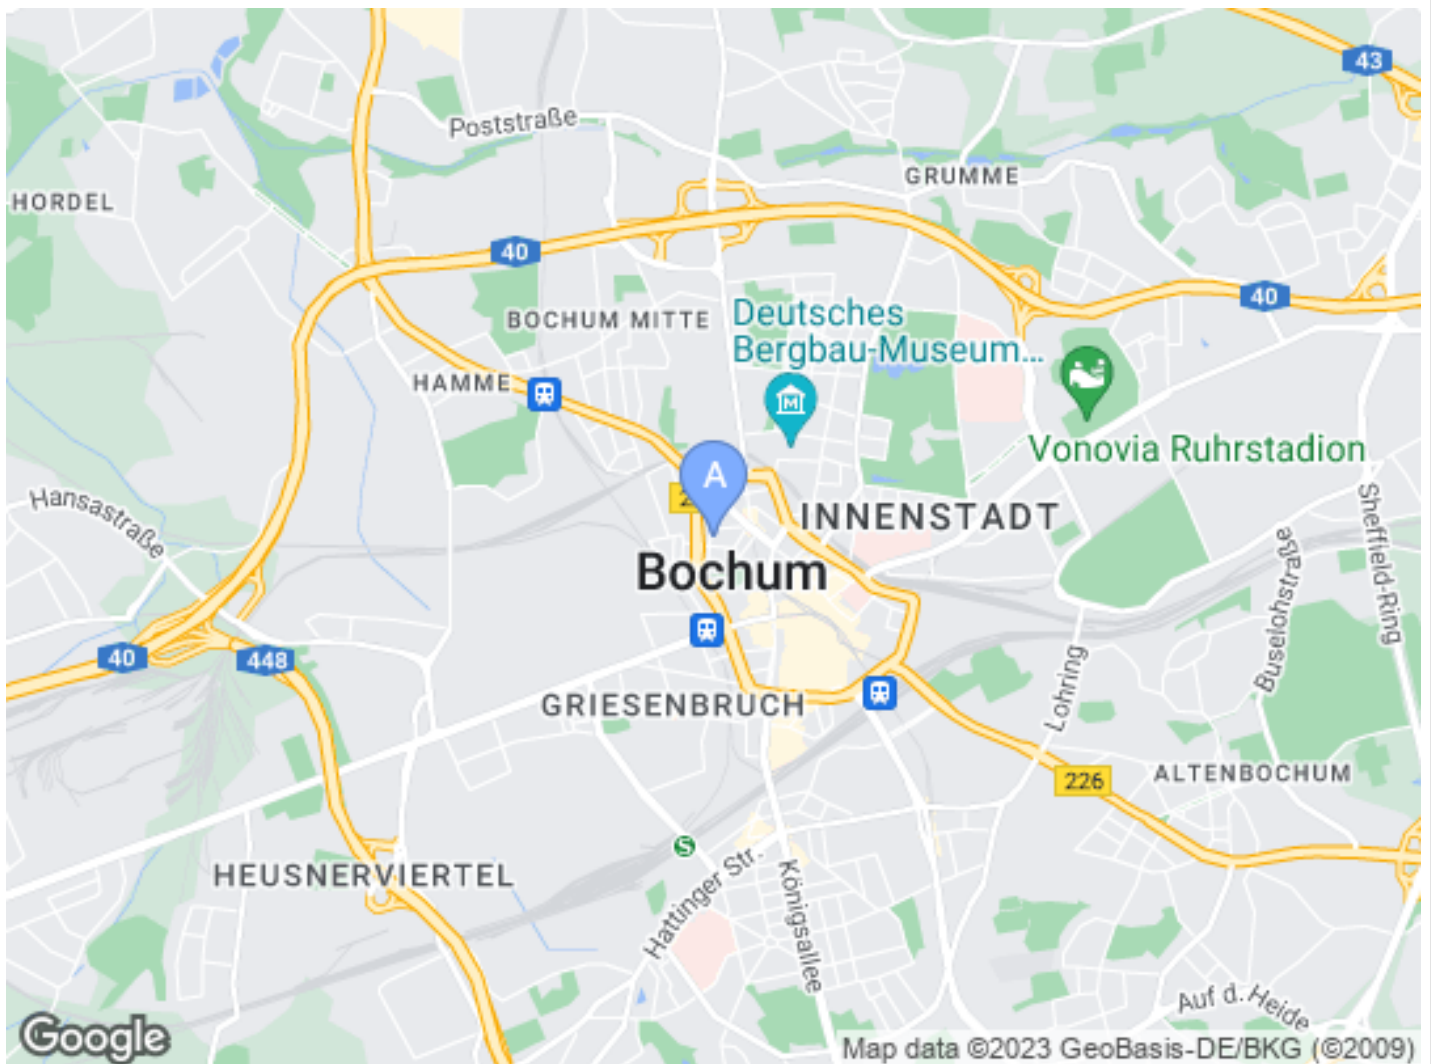 43
Poststraße
GRUMME
HORDEL
40
40
BOCHUM MITTE
Deutsches
Bergbau-Museum...
HAMME
M
Vonovia Ruhrstadion
A
Hansastraße
INNENSTADT
Sheffield-Ring
Bochum
Buselohstraße
40
448
Lohring
GRIESENBRUCH
226
ALTENBOCHUM
S
HEUSNERVIERTEL
Hattinger Str.
Königsallee
Auf d. Heide
Google
Map data ©2023 GeoBasis-DE/BKG (©2009)